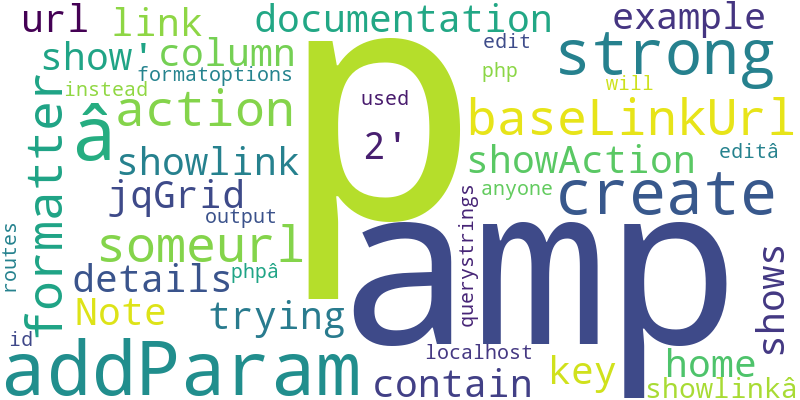 url
link
documentation
example
show'
column
edit
strong
formatoptions
php
will
instead
used
action
â
p
2'
baseLinkUrl
formatter
showlink
showAction
editâ
jqGrid
anyone
create
output
querystrings
routes
someurl
amp
details
phpâ
shows
Note
trying
id
localhost
home
addParam
contain
key
showlinkâ